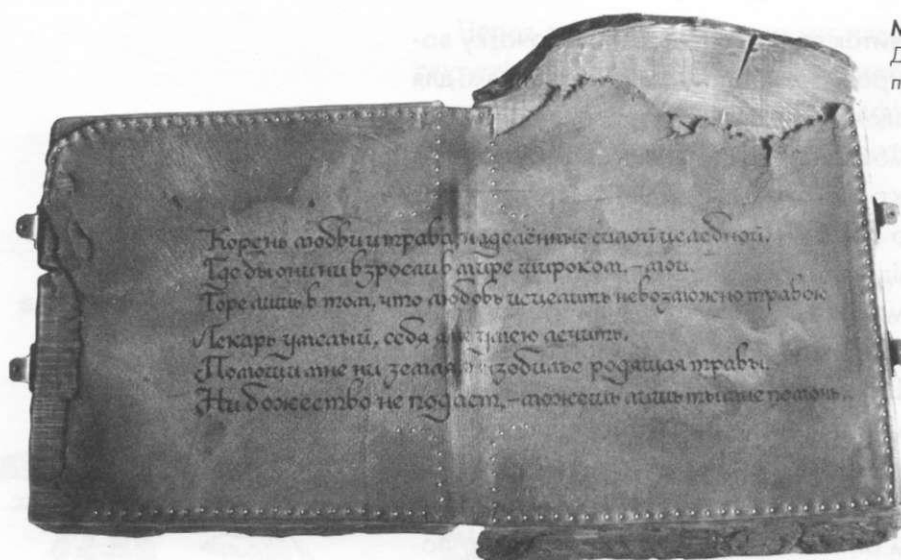 М
Д
п
Корень любви и трава, наделённые силой целебной,
Где бы они ни взросли в мире широком, – мои.
Горе лишь в том, что любовь исцелить невозможно травою
Лекарь умелый, себя я не умею лечить.
Помощи мне ни земля, изобилье родящая травы,
Ни божество не подаст, – можешь лишь ты мне помочь..